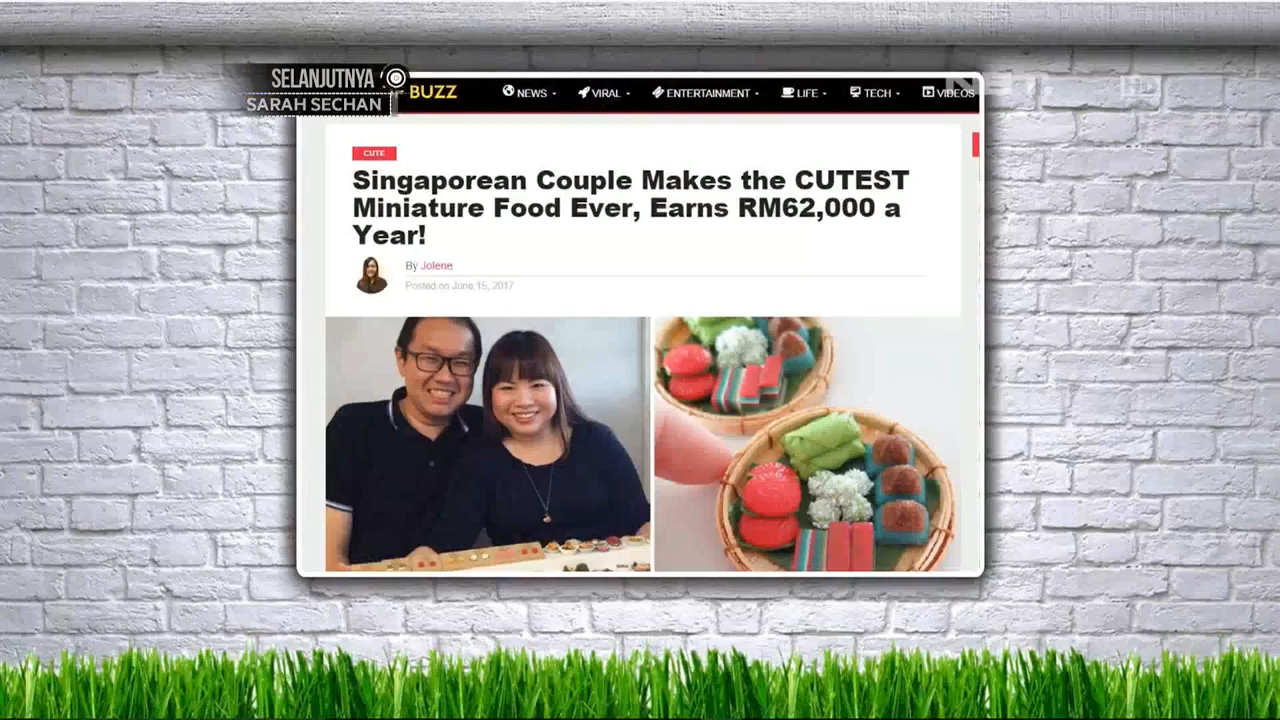 SELANJUTNYA
SARAH SECHAN
BUZZ
NEWS
VIRAL
ENTERTAINMENT
LIFE
TECH
VIDEOS
CUTE
Singaporean Couple Makes the CUTEST
Miniature Food Ever, Earns RM62,000 a
Year!
By Jolene
Posted on June 15, 2017